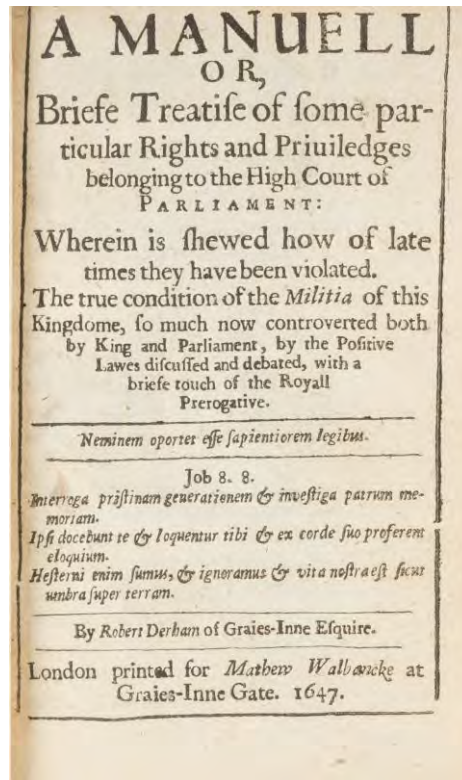 A MANUELL
OR,
Briefe Treatiſe of ſome par-
ticular Rights and Priuiledges
belonging to the High Court of
PARLIAMENT:
Wherein is ſhewed how of late
times they have been violated.
The true condition of the Militia of this
Kingdome, ſo much now controverted both
by King and Parliament, by the Poſitive
Lawes diſcuſſed and debated, with a
briefe touch of the Royall
Prerogative.
Neminem oportet eſſe ſapientiorem legibus.
Job 8. 8.
Interroga priſtinam generationem & inveſtiga patrum me-
moriam.
Ipſi docebunt te & loquentur tibi & ex corde ſuo proferent
eloquium.
Heſterni enim ſumus, & ignoramus & vita noſtra eſt ſicut
umbra ſuper terram.
By Robert Derham of Graies-Inne Eſquire.
London printed for Mathew Walbancke at
Graies-Inne Gate. 1647.